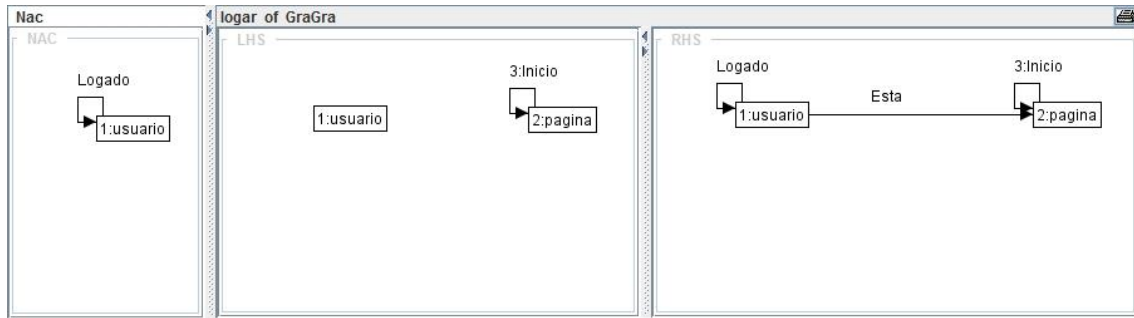 Nac
logar of GraGra
NAC
LHS
RHS
Logado
1:usuario
3:Inicio
1:usuario
2:pagina
Logado
3:Inicio
Esta
1:usuario
2:pagina